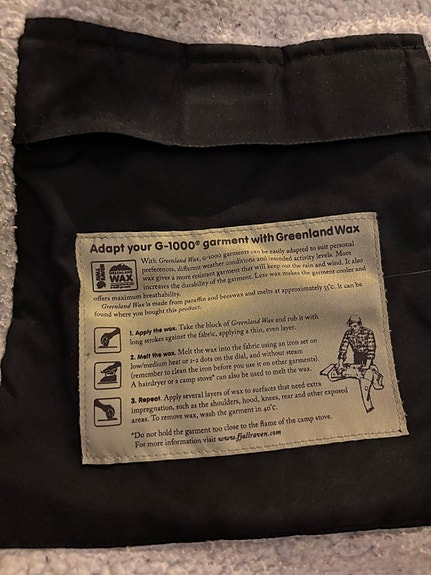 Adapt your G-1000® garment with Greenland Wax
GREENLAND
WAX
With Greenland Wax, G-1000 garments can be easily adapted to suit personal
preferences, different weather conditions and intended activity levels. More
wax gives a more resistant garment that will keep out the rain and wind. It also
increases the durability of the garment. Less wax makes the garment cooler and
offers maximum breathability.
Greenland Wax is made from paraffin and beeswax and melts at approximately 55°C. It can be
found where you bought this product.
1. Apply the wax. Take the block of Greenland Wax and rub it with
long strokes against the fabric, applying a thin, even layer.
2. Melt the wax. Melt the wax into the fabric using an iron set on
low/medium heat or 1-2 dots on the dial, and without steam
(remember to clean the iron before you use it on other garments).
A hairdryer or a camp stove* can also be used to melt the wax.
3. Repeat. Apply several layers of wax to surfaces that need extra
impregnation, such as the shoulders, hood, knees, rear and other exposed
areas. To remove wax, wash the garment in 40°C.
*Do not hold the garment too close to the flame of the camp stove.
For more information visit www.fjallraven.com